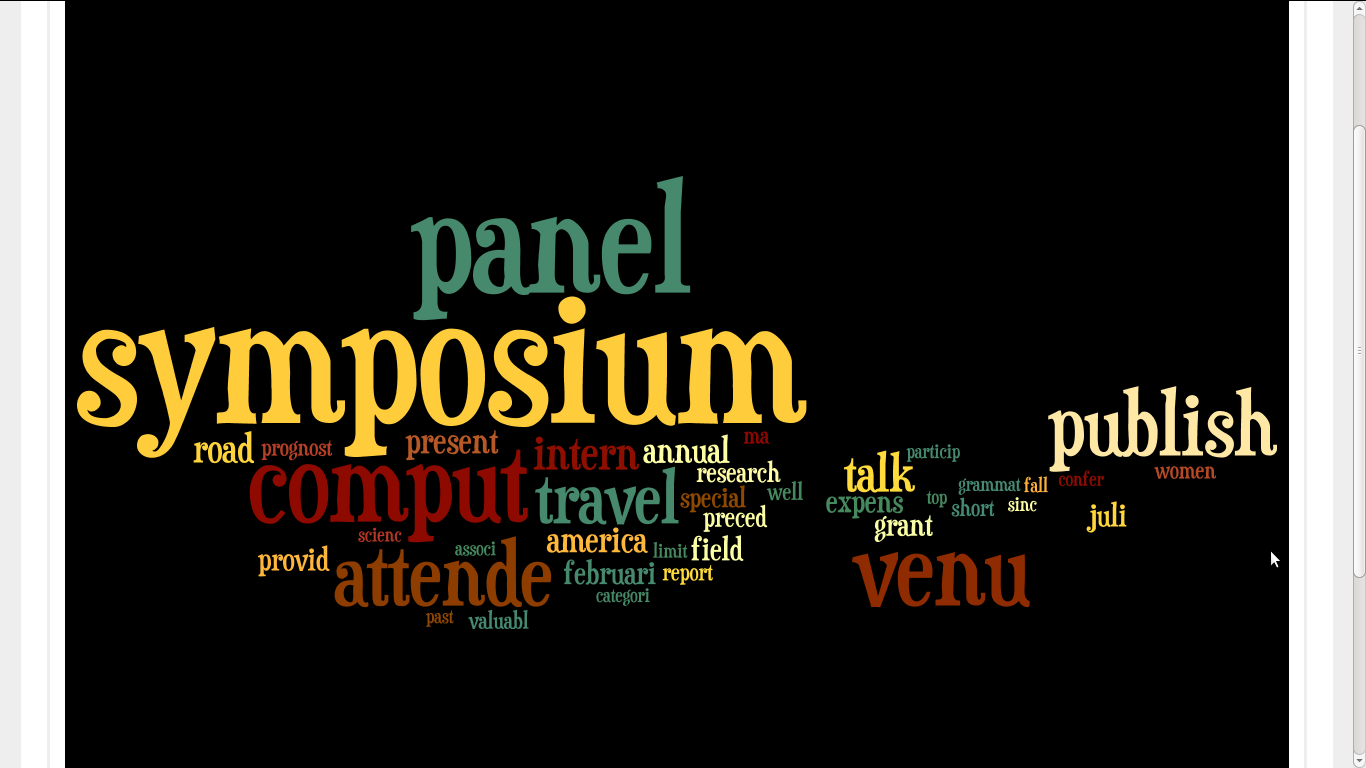 panel
symposium
publish
road prognost present intern annual ma
comput travel research special well preced
talk particip
expens top grammat fall confer women
grant short sinc juli
scienc associ america limit field
provid attende februari report
categori
past valuabl
venu